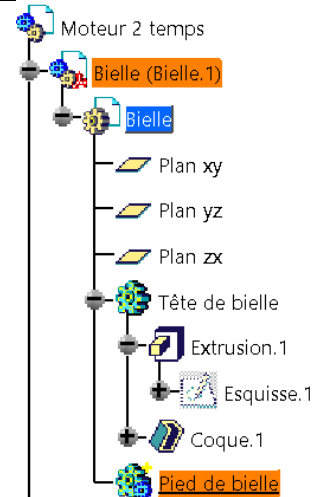 Moteur 2 temps
Bielle (Bielle.1)
Bielle
Plan xy
Plan yz
Plan zx
Tête de bielle
Extrusion.1
Esquisse.1
Coque.1
Pied de bielle